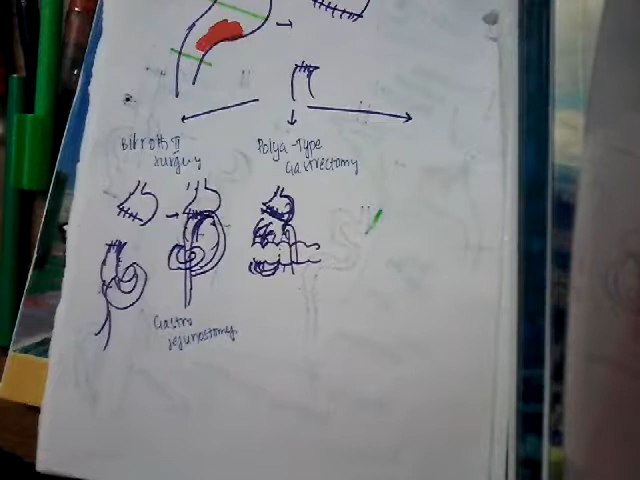 Billroth II
surgery
Polya-Type
Gastrectomy
Gastro
Jejunostomy